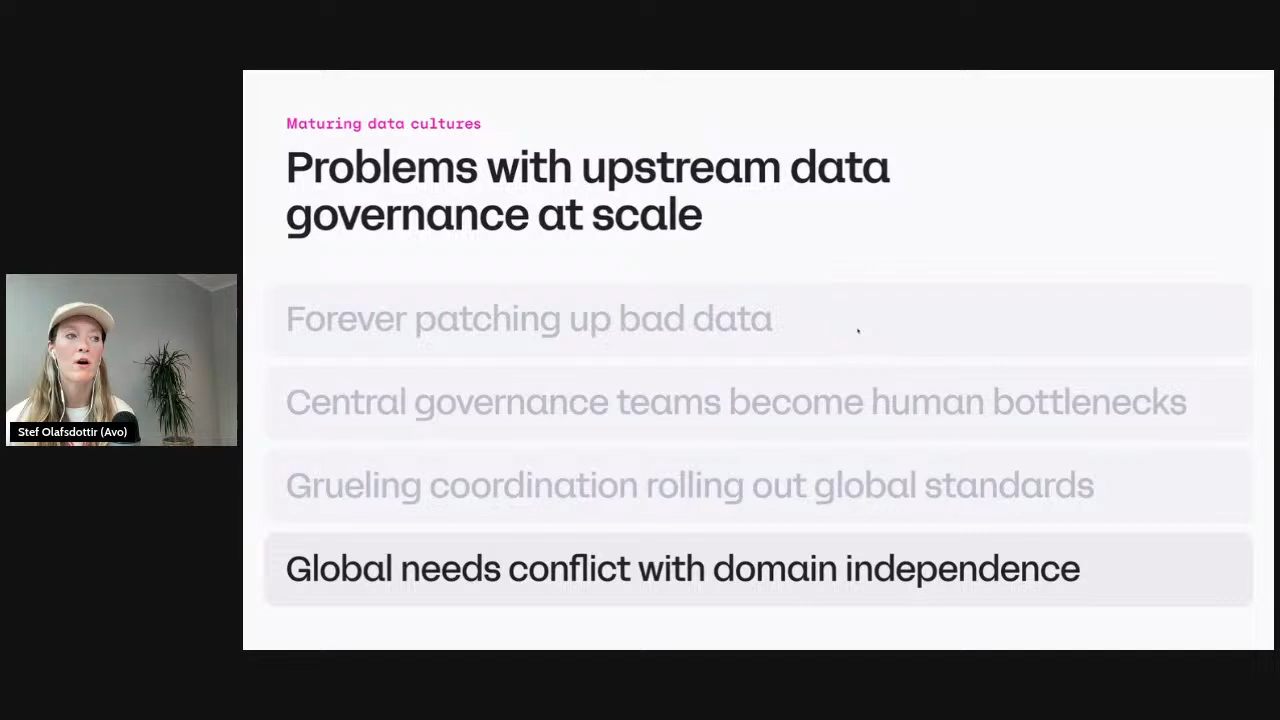 Maturing data cultures
Problems with upstream data
governance at scale
Forever patching up bad data
Central governance teams become human bottlenecks
Grueling coordination rolling out global standards
Global needs conflict with domain independence
Stef Olafsdottir (Avo)